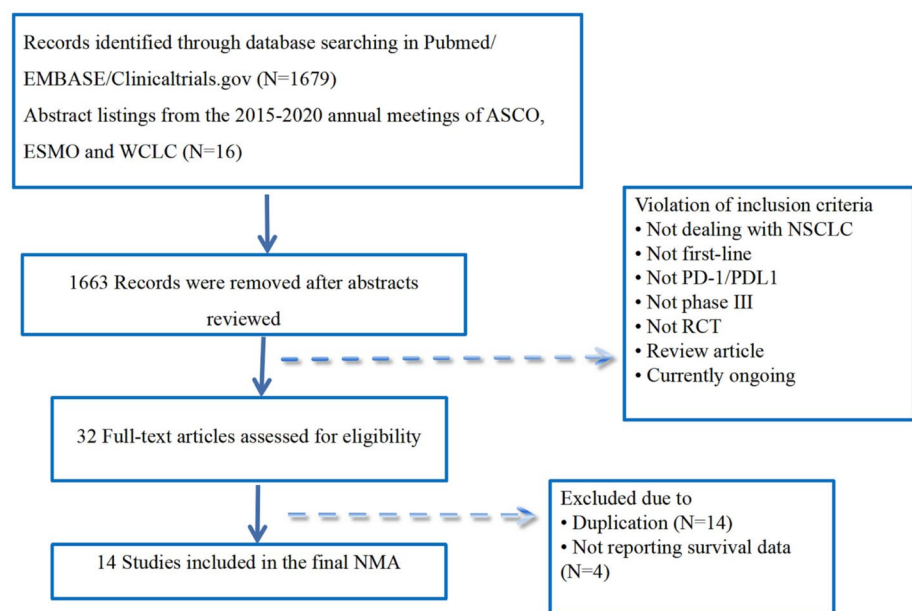 Records identified through database searching in Pubmed/
EMBASE/Clinicaltrials.gov (N=1679)
Abstract listings from the 2015-2020 annual meetings of ASCO,
ESMO and WCLC (N=16)
1663 Records were removed after abstracts
reviewed
Violation of inclusion criteria
• Not dealing with NSCLC
• Not first-line
• Not PD-1/PDL1
• Not phase III
• Not RCT
• Review article
• Currently ongoing
32 Full-text articles assessed for eligibility
Excluded due to
• Duplication (N=14)
• Not reporting survival data
(N=4)
14 Studies included in the final NMA